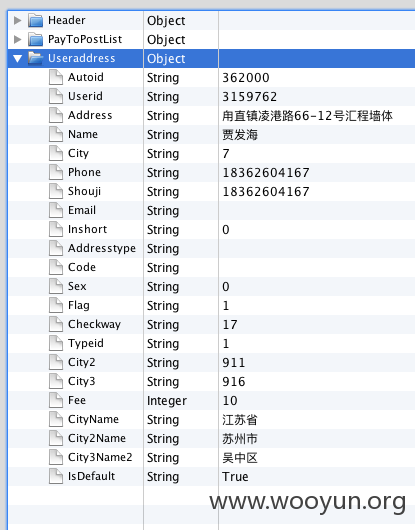 Header Object
PayToPostList Object
Useraddress Object
Autoid String 362000
Userid String 3159762
Address String 甪直镇凌港路66-12号汇程墙体
Name String 贾发海
City String 7
Phone String 18362604167
Shouji String 18362604167
Email String
Inshort String 0
Addresstype String
Code String
Sex String 0
Flag String 1
Checkway String 17
Typeid String 1
City2 String 911
City3 String 916
Fee Integer 10
CityName String 江苏省
City2Name String 苏州市
City3Name2 String 吴中区
IsDefault String True
www.wooyun.org